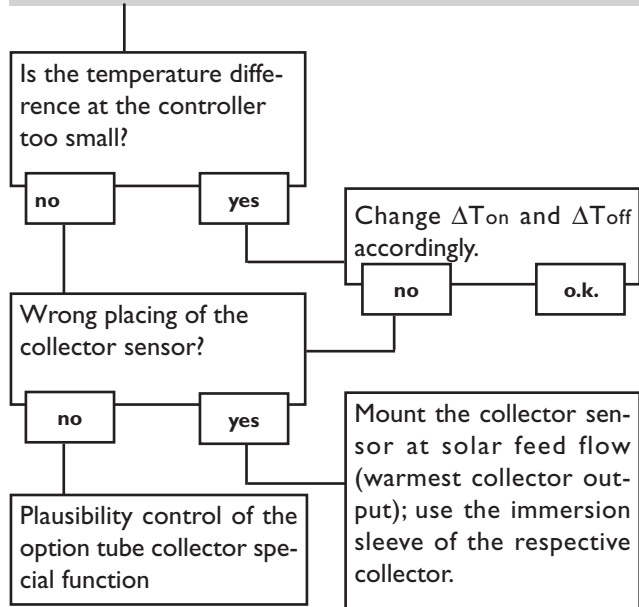 Is the temperature diffe-
rence at the controller
too small?
no
yes
Change ΔTon and ΔToff
accordingly.
no
o.k.
Wrong placing of the
collector sensor?
no
yes
Mount the collector sen-
sor at solar feed flow
(warmest collector out-
put); use the immersion
sleeve of the respective
collector.
Plausibility control of the
option tube collector spe-
cial function